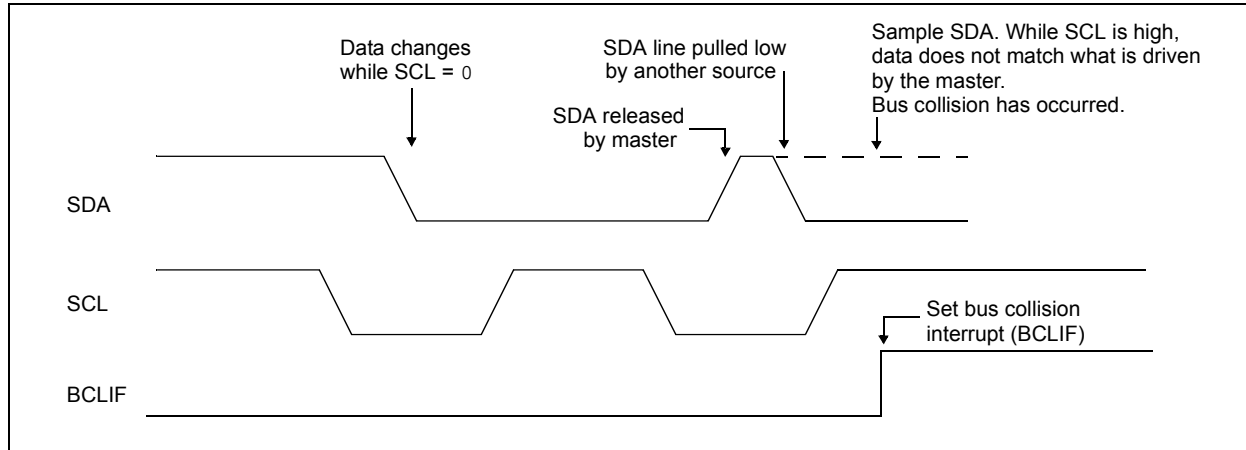 Data changes
while SCL = 0
SDA line pulled low
by another source
SDA released
by master
Sample SDA. While SCL is high,
data does not match what is driven
by the master.
Bus collision has occurred.
SDA
SCL
Set bus collision
interrupt (BCLIF)
BCLIF